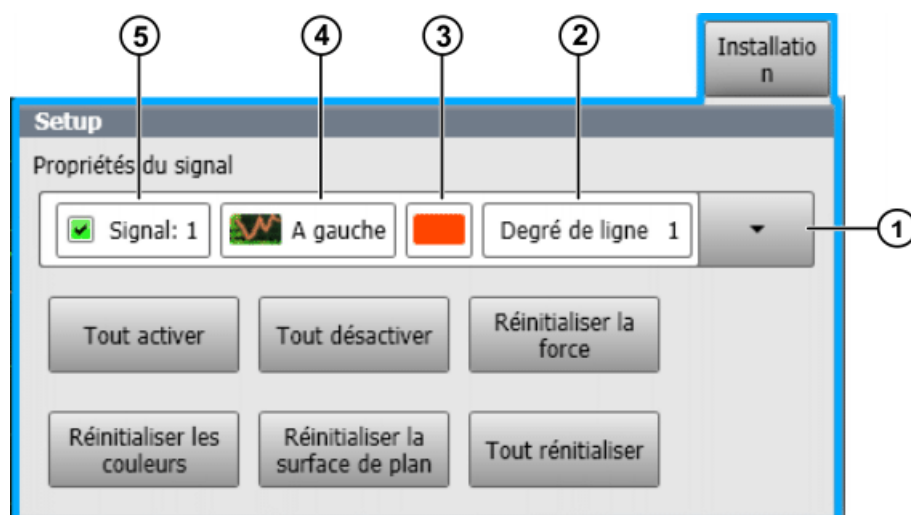 5 4 3 2
Installatio
n
Setup
Propriétés du signal
Signal: 1 A gauche Degré de ligne 1
1
Tout activer
Tout désactiver
Réinitialiser la
force
Réinitialiser les
couleurs
Réinitialiser la
surface de plan
Tout rénitialiser